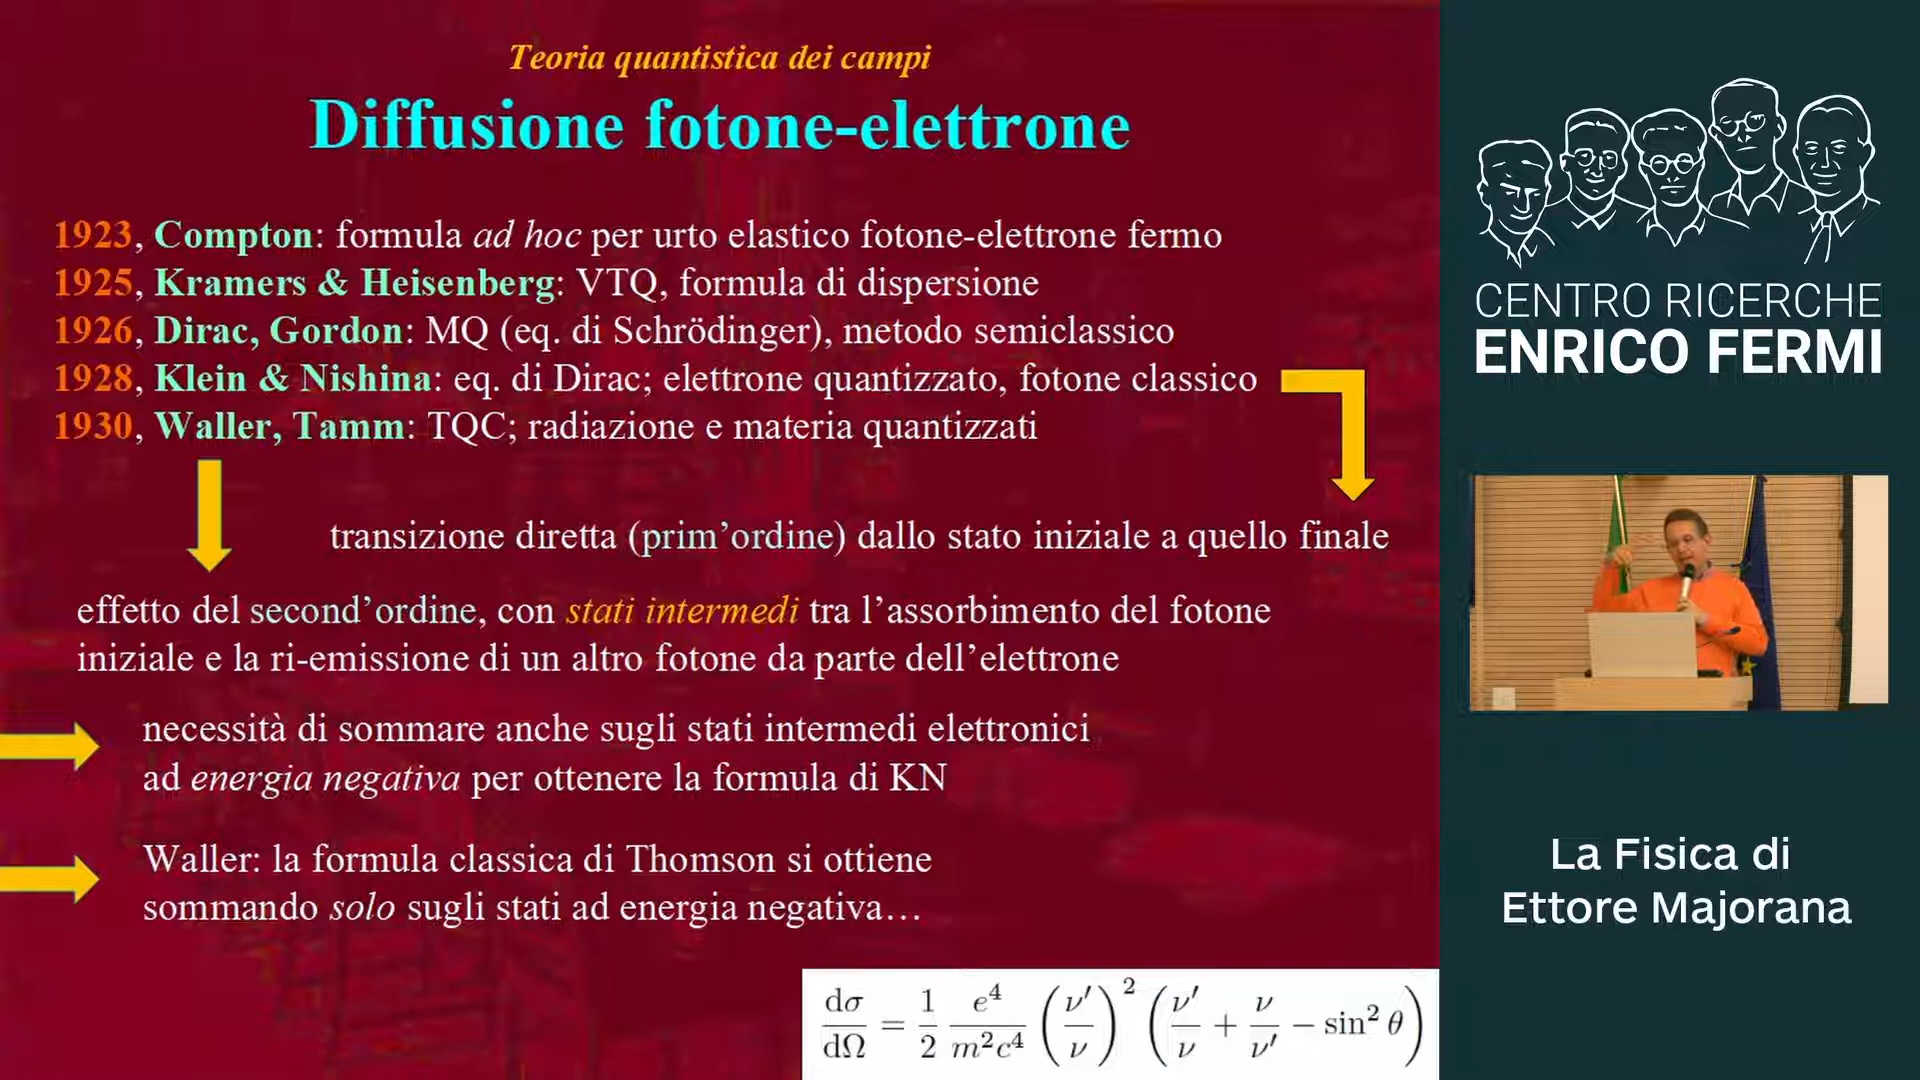 Teoria quantistica dei campi
Diffusione fotone-elettrone
1923, Compton: formula ad hoc per urto elastico fotone-elettrone fermo
1925, Kramers & Heisenberg: VTQ, formula di dispersione
1926, Dirac, Gordon: MQ (eq. di Schrödinger), metodo semiclassico
1928, Klein & Nishina: eq. di Dirac; elettrone quantizzato, fotone classico
1930, Waller, Tamm: TQC; radiazione e materia quantizzati
transizione diretta (prim’ordine) dallo stato iniziale a quello finale
effetto del second’ordine, con stati intermedi tra l’assorbimento del fotone
iniziale e la ri-emissione di un altro fotone da parte dell’elettrone
necessità di sommare anche sugli stati intermedi elettronici
ad energia negativa per ottenere la formula di KN
Waller: la formula classica di Thomson si ottiene
sommando solo sugli stati ad energia negativa…
dσ/dΩ = 1/2 e⁴/m²c⁴ (ν′/ν)² (ν′/ν + ν/ν′ − sin² θ)
CENTRO RICERCHE
ENRICO FERMI
La Fisica di
Ettore Majorana